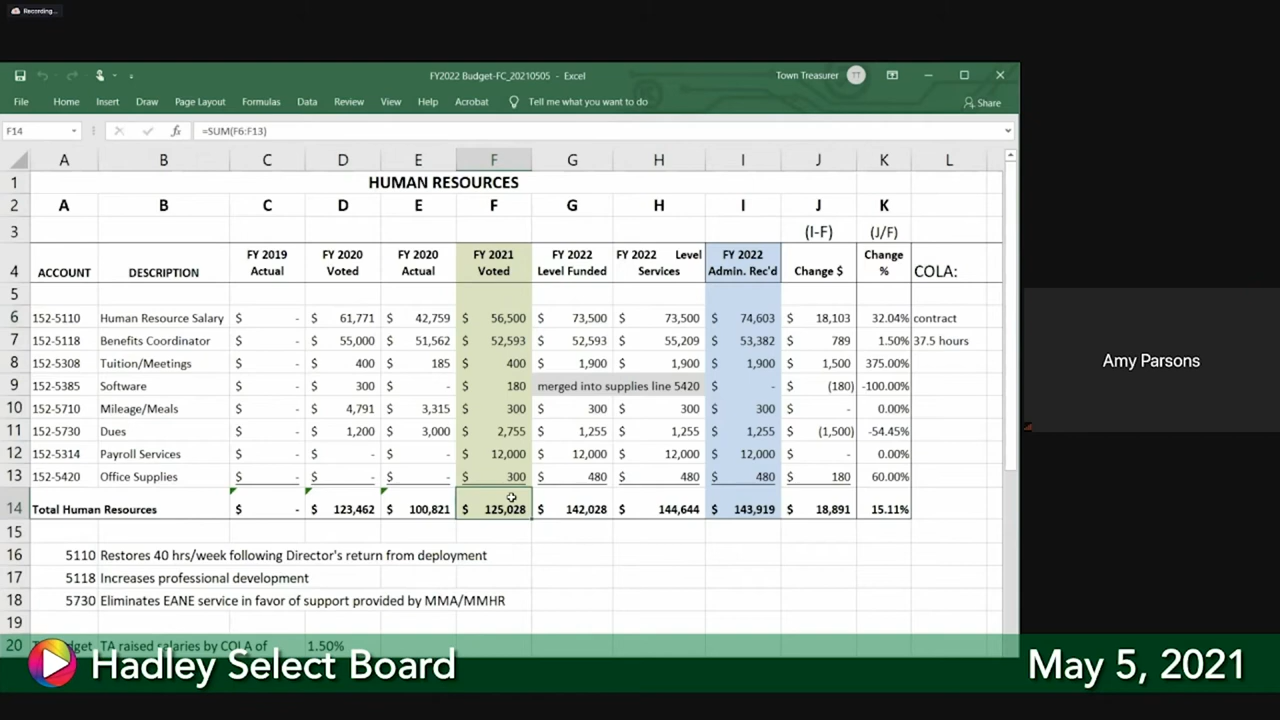 Recording...
FY2022 Budget-FC_20210505 - Excel
Town Treasurer TT
File Home Insert Draw Page Layout Formulas Data Review View Help Acrobat Tell me what you want to do Share
F14 fx =SUM(F6:F13)
A B C D E F G H I J K L
1 HUMAN RESOURCES
2 A B C D E F G H I J K
3 (I-F) (J/F)
FY 2019 FY 2020 FY 2020 FY 2021 FY 2022 FY 2022 Level FY 2022 Change
4 ACCOUNT DESCRIPTION Actual Voted Actual Voted Level Funded Services Admin. Rec'd Change $ % COLA:
5
6 152-5110 Human Resource Salary $ - $ 61,771 $ 42,759 $ 56,500 $ 73,500 $ 73,500 $ 74,603 $ 18,103 32.04% contract
7 152-5118 Benefits Coordinator $ - $ 55,000 $ 51,562 $ 52,593 $ 52,593 $ 55,209 $ 53,382 $ 789 1.50% 37.5 hours
8 152-5308 Tuition/Meetings $ - $ 400 $ 185 $ 400 $ 1,900 $ 1,900 $ 1,900 $ 1,500 375.00%
9 152-5385 Software $ - $ 300 $ - $ 180 merged into supplies line 5420 $ - $ (180) -100.00%
10 152-5710 Mileage/Meals $ - $ 4,791 $ 3,315 $ 300 $ 300 $ 300 $ 300 $ - 0.00%
11 152-5730 Dues $ - $ 1,200 $ 3,000 $ 2,755 $ 1,255 $ 1,255 $ 1,255 $ (1,500) -54.45%
12 152-5314 Payroll Services $ - $ - $ - $ 12,000 $ 12,000 $ 12,000 $ 12,000 $ - 0.00%
13 152-5420 Office Supplies $ - $ - $ - $ 300 $ 480 $ 480 $ 480 $ 180 60.00%
14 Total Human Resources $ - $ 123,462 $ 100,821 $ 125,028 $ 142,028 $ 144,644 $ 143,919 $ 18,891 15.11%
15
16 5110 Restores 40 hrs/week following Director's return from deployment
17 5118 Increases professional development
18 5730 Eliminates EANE service in favor of support provided by MMA/MMHR
19
20 TA raised salaries by COLA of 1.50%
Amy Parsons
Hadley Select Board May 5, 2021